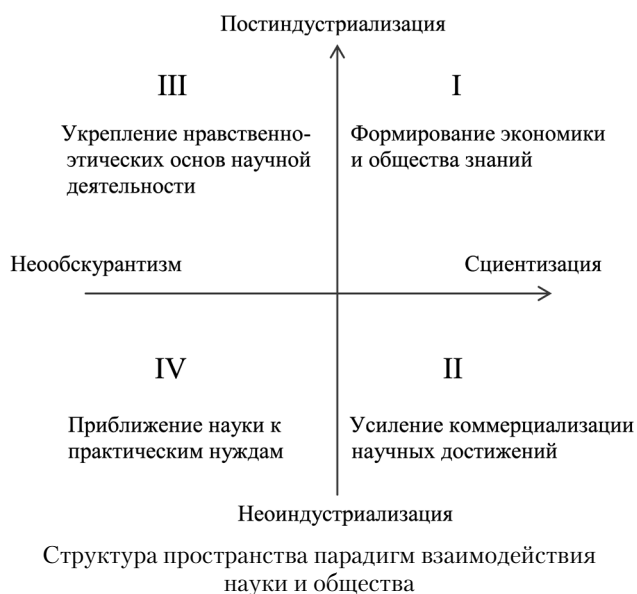 Постиндустриализация
III
I
Укрепление нравственно-
этических основ научной
деятельности
Формирование экономики
и общества знаний
Неообскурантизм
Сциентизация
IV
II
Приближение науки к
практическим нуждам
Усиление коммерциализации
научных достижений
Неоиндустриализация
Структура пространства парадигм взаимодействия
науки и общества